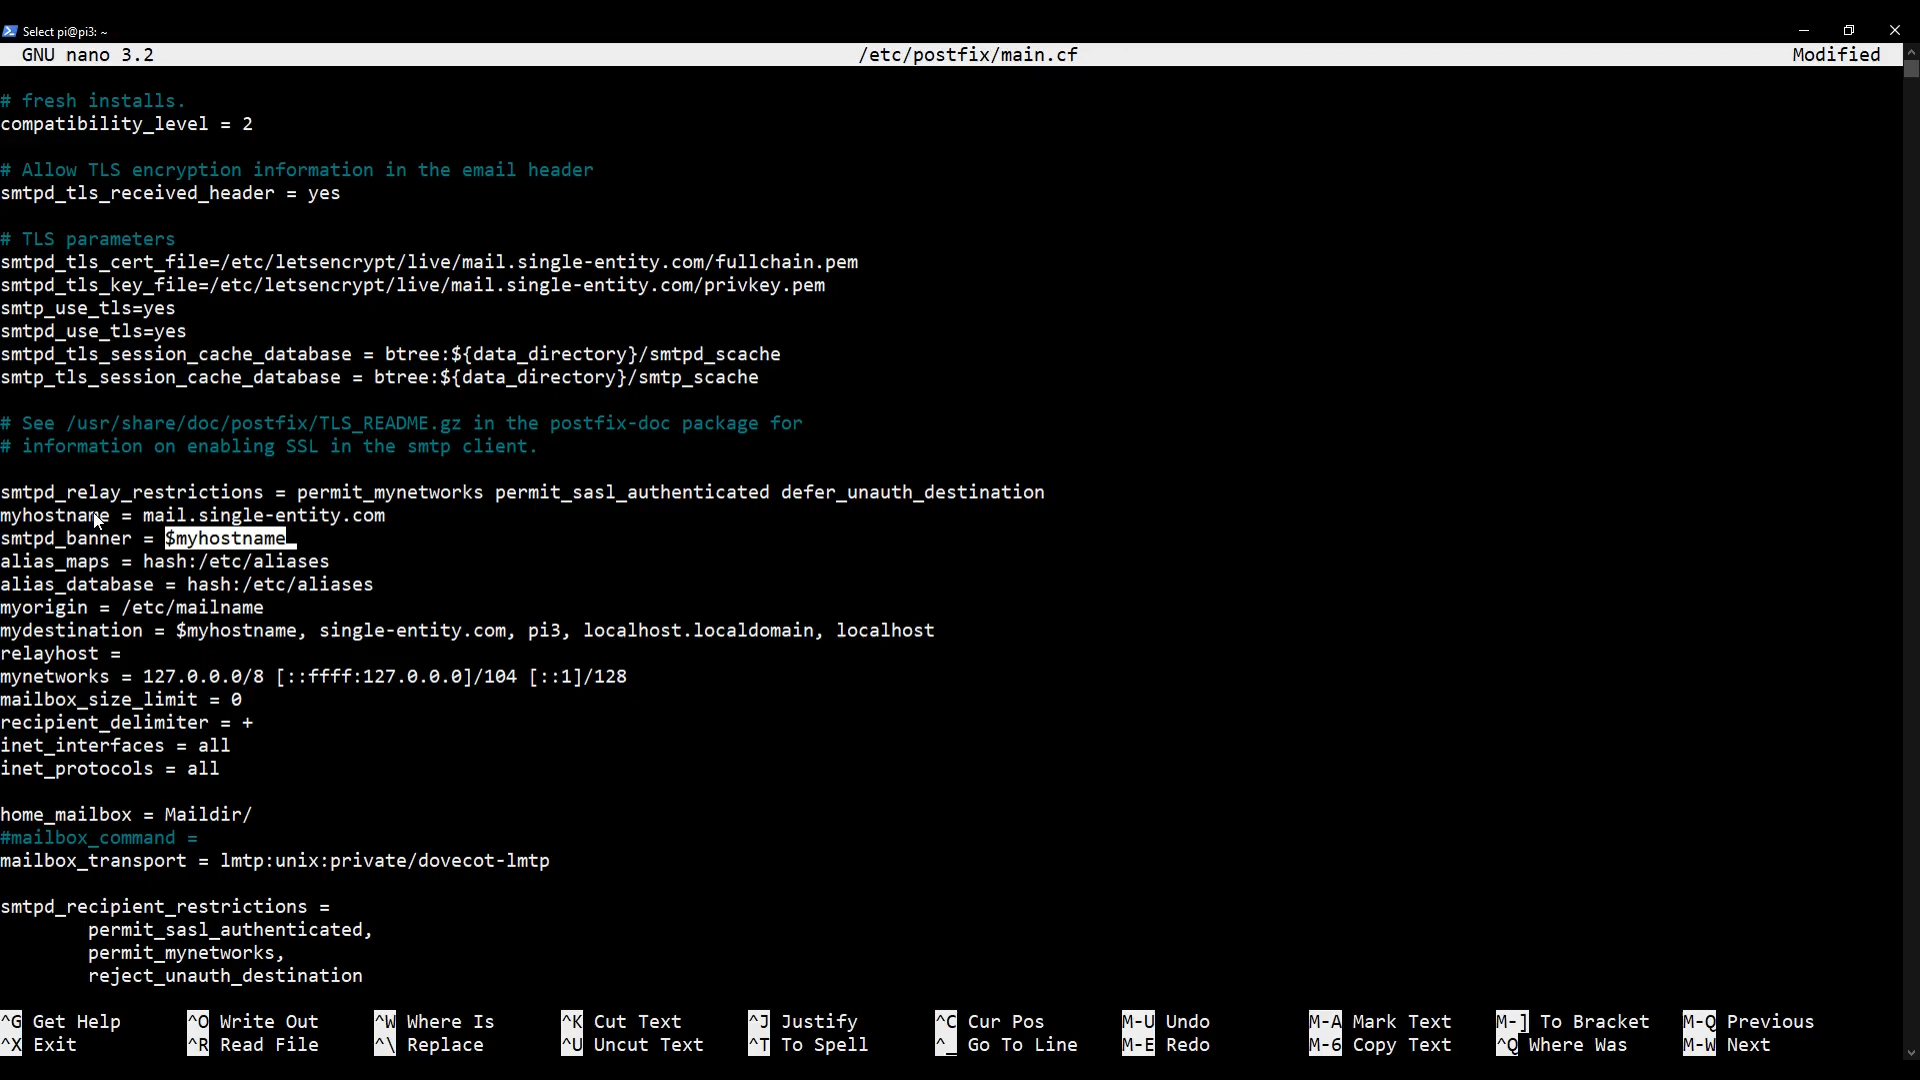 Select pi@pi3: ~
GNU nano 3.2 /etc/postfix/main.cf Modified
# fresh installs.
compatibility_level = 2
# Allow TLS encryption information in the email header
smtpd_tls_received_header = yes
# TLS parameters
smtpd_tls_cert_file=/etc/letsencrypt/live/mail.single-entity.com/fullchain.pem
smtpd_tls_key_file=/etc/letsencrypt/live/mail.single-entity.com/privkey.pem
smtp_use_tls=yes
smtpd_use_tls=yes
smtpd_tls_session_cache_database = btree:${data_directory}/smtpd_scache
smtp_tls_session_cache_database = btree:${data_directory}/smtp_scache
# See /usr/share/doc/postfix/TLS_README.gz in the postfix-doc package for
# information on enabling SSL in the smtp client.
smtpd_relay_restrictions = permit_mynetworks permit_sasl_authenticated defer_unauth_destination
myhostname = mail.single-entity.com
smtpd_banner = $myhostname
alias_maps = hash:/etc/aliases
alias_database = hash:/etc/aliases
myorigin = /etc/mailname
mydestination = $myhostname, single-entity.com, pi3, localhost.localdomain, localhost
relayhost =
mynetworks = 127.0.0.0/8 [::ffff:127.0.0.0]/104 [::1]/128
mailbox_size_limit = 0
recipient_delimiter = +
inet_interfaces = all
inet_protocols = all
home_mailbox = Maildir/
#mailbox_command =
mailbox_transport = lmtp:unix:private/dovecot-lmtp
smtpd_recipient_restrictions =
permit_sasl_authenticated,
permit_mynetworks,
reject_unauth_destination
^G Get Help ^O Write Out ^W Where Is ^K Cut Text ^J Justify ^C Cur Pos M-U Undo M-A Mark Text M-] To Bracket M-Q Previous
^X Exit ^R Read File ^\ Replace ^U Uncut Text ^T To Spell ^_ Go To Line M-E Redo M-6 Copy Text ^Q Where Was M-W Next